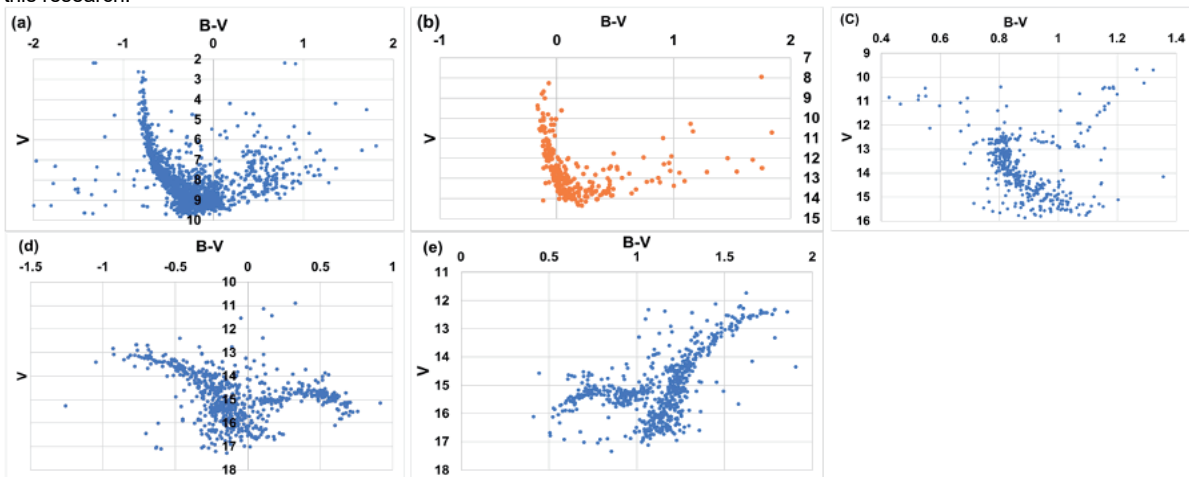 this research.
(a)
B-V
-2 -1 0 1 2
2
3
4
5
6
7
8
9
10
V
(b)
B-V
-1 0 1 2
7
8
9
10
11
12
13
14
15
(C)
B-V
0.4 0.6 0.8 1 1.2 1.4
9
10
11
12
13
14
15
16
V
(d)
B-V
-1.5 -1 -0.5 0 0.5 1
10
11
12
13
14
15
16
17
18
V
(e)
B-V
0 0.5 1 1.5 2
11
12
13
14
15
16
17
18
V